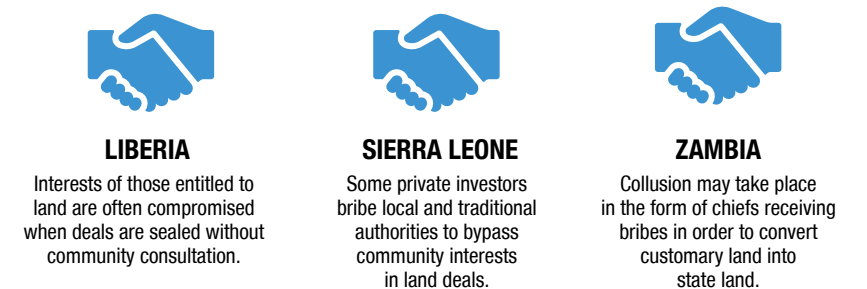 LIBERIA
Interests of those entitled to
land are often compromised
when deals are sealed without
community consultation.
SIERRA LEONE
Some private investors
bribe local and traditional
authorities to bypass
community interests
in land deals.
ZAMBIA
Collusion may take place
in the form of chiefs receiving
bribes in order to convert
customary land into
state land.